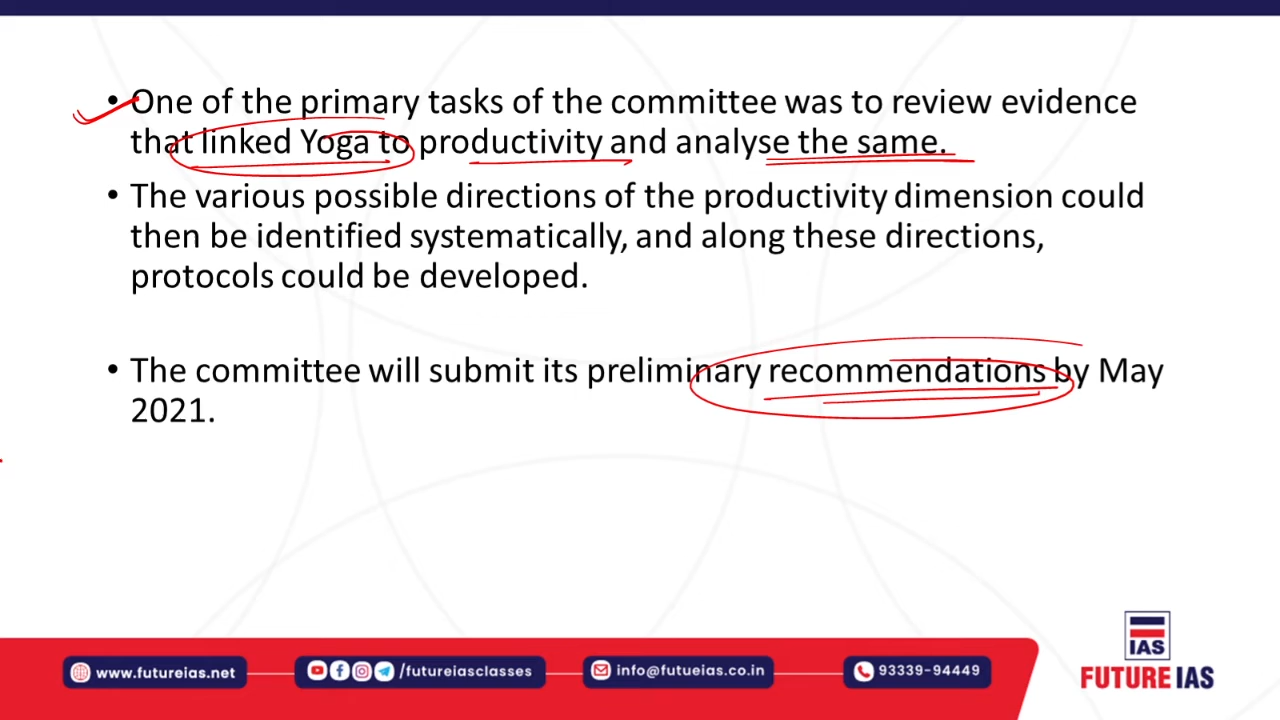 • One of the primary tasks of the committee was to review evidence
that linked Yoga to productivity and analyse the same.
• The various possible directions of the productivity dimension could
then be identified systematically, and along these directions,
protocols could be developed.
• The committee will submit its preliminary recommendations by May
2021.
IAS
FUTURE IAS
www.futureias.net
/futureiasclasses
info@futueias.co.in
93339-94449